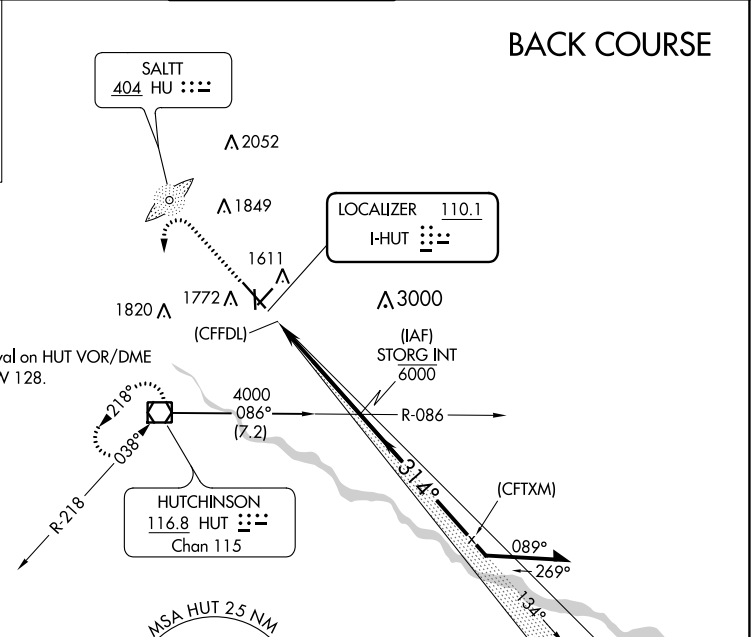 BACK COURSE
SALTT
404 HU
2052
1849
LOCALIZER 110.1
I-HUT
1611
1772
1820
3000
(CFFDL)
(IAF)
STORG INT
6000
val on HUT VOR/DME
V 128.
218°
4000
086°
(7.2)
R-086
038°
314°
(CFTXM)
R-218
HUTCHINSON
116.8 HUT
Chan 115
089°
269°
134°
MSA HUT 25 NM